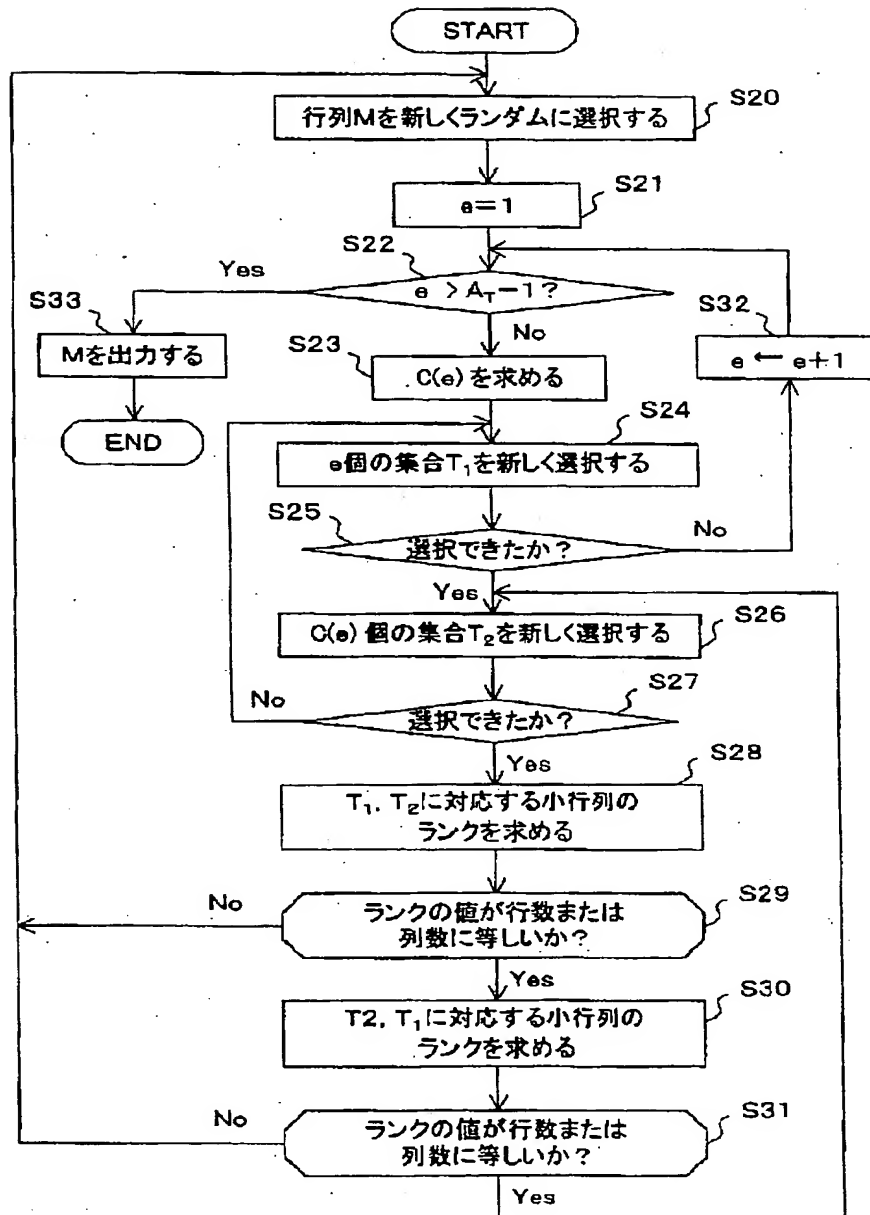 START
S20
行列Mを新しくランダムに選択する
S21
e=1
S22
Yes
e > A_T-1?
S33
No
S32
Mを出力する
S23
C(e)を求める
e ← e+1
END
S24
e個の集合T₁を新しく選択する
S25
選択できたか?
No
Yes
S26
C(e)個の集合T₂を新しく選択する
No
S27
選択できたか?
Yes
S28
T₁, T₂に対応する小行列の
ランクを求める
No
S29
ランクの値が行数または
列数に等しいか?
Yes
S30
T2, T₁に対応する小行列の
ランクを求める
No
S31
ランクの値が行数または
列数に等しいか?
Yes